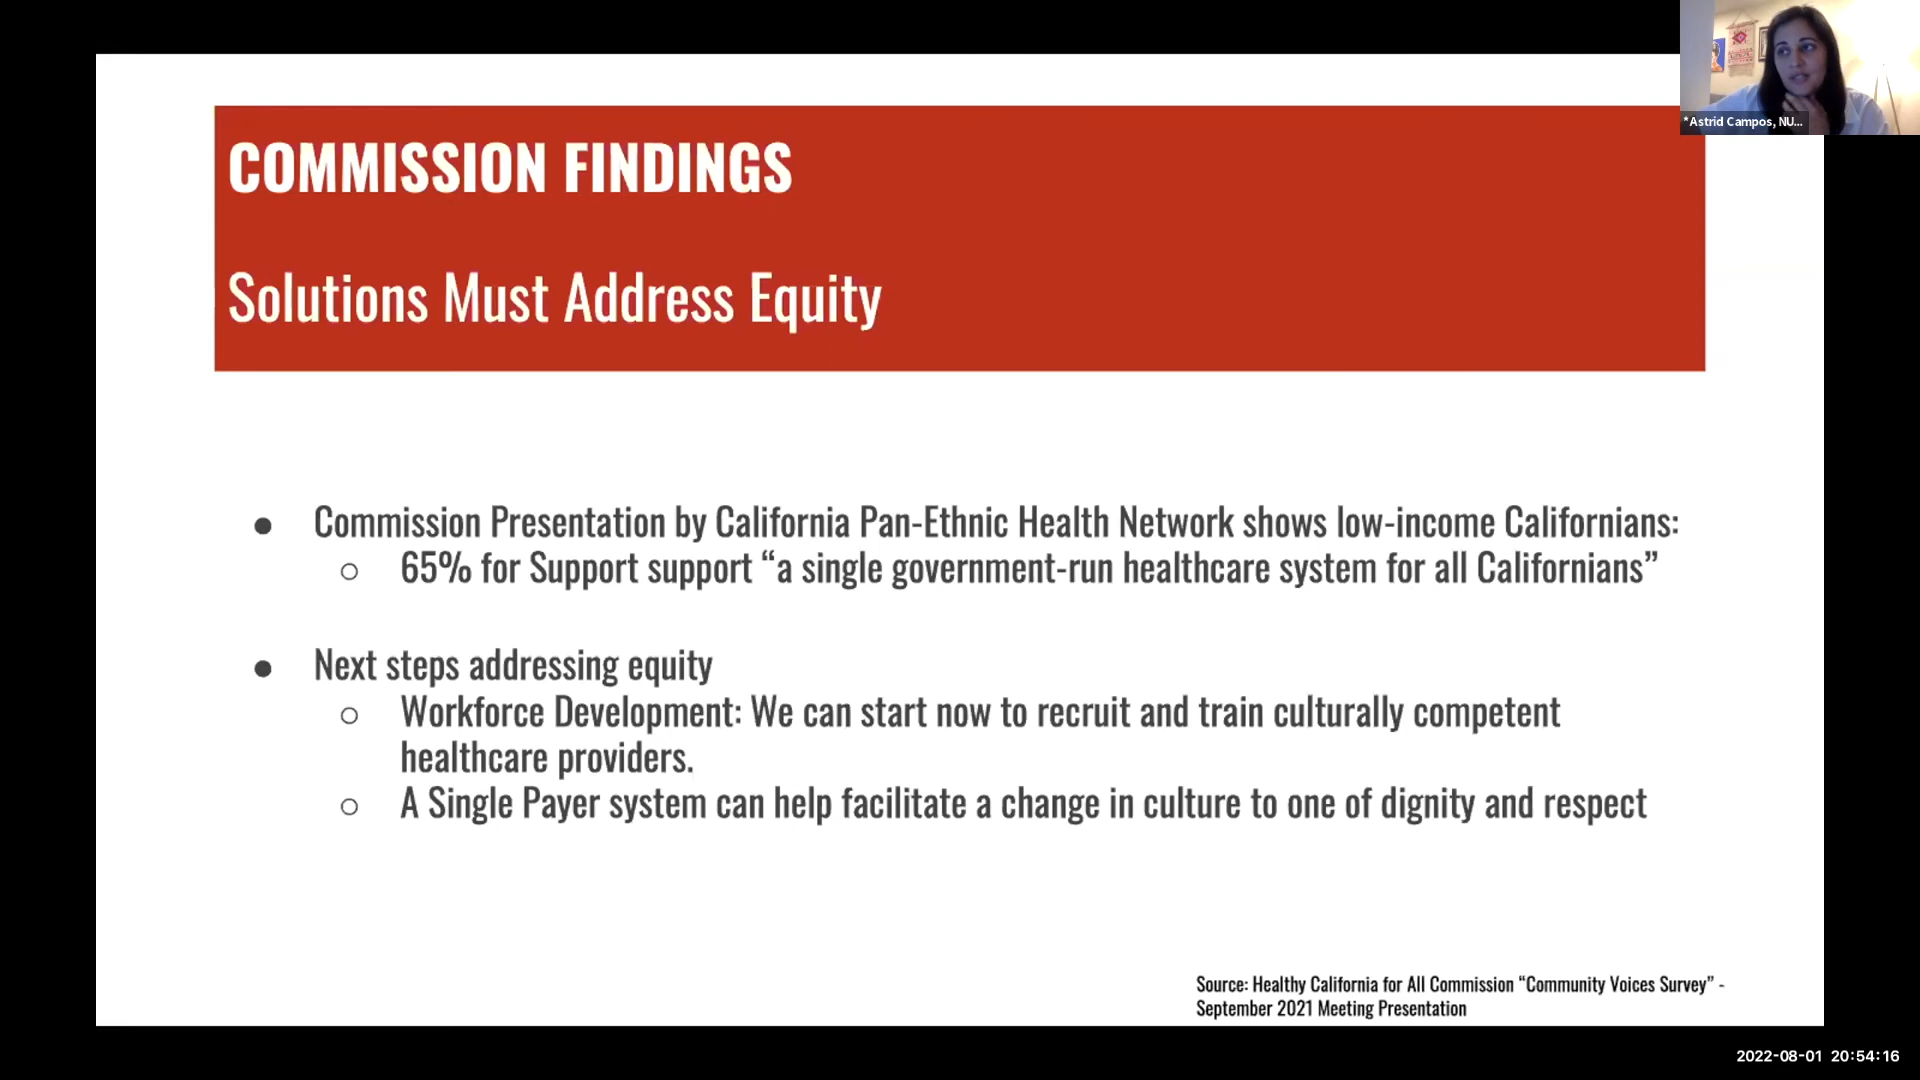 *Astrid Campos, NU...
COMMISSION FINDINGS
Solutions Must Address Equity
● Commission Presentation by California Pan-Ethnic Health Network shows low-income Californians:
○ 65% for Support support “a single government-run healthcare system for all Californians”
● Next steps addressing equity
○ Workforce Development: We can start now to recruit and train culturally competent
healthcare providers.
○ A Single Payer system can help facilitate a change in culture to one of dignity and respect
Source: Healthy California for All Commission “Community Voices Survey” -
September 2021 Meeting Presentation
2022-08-01 20:54:16